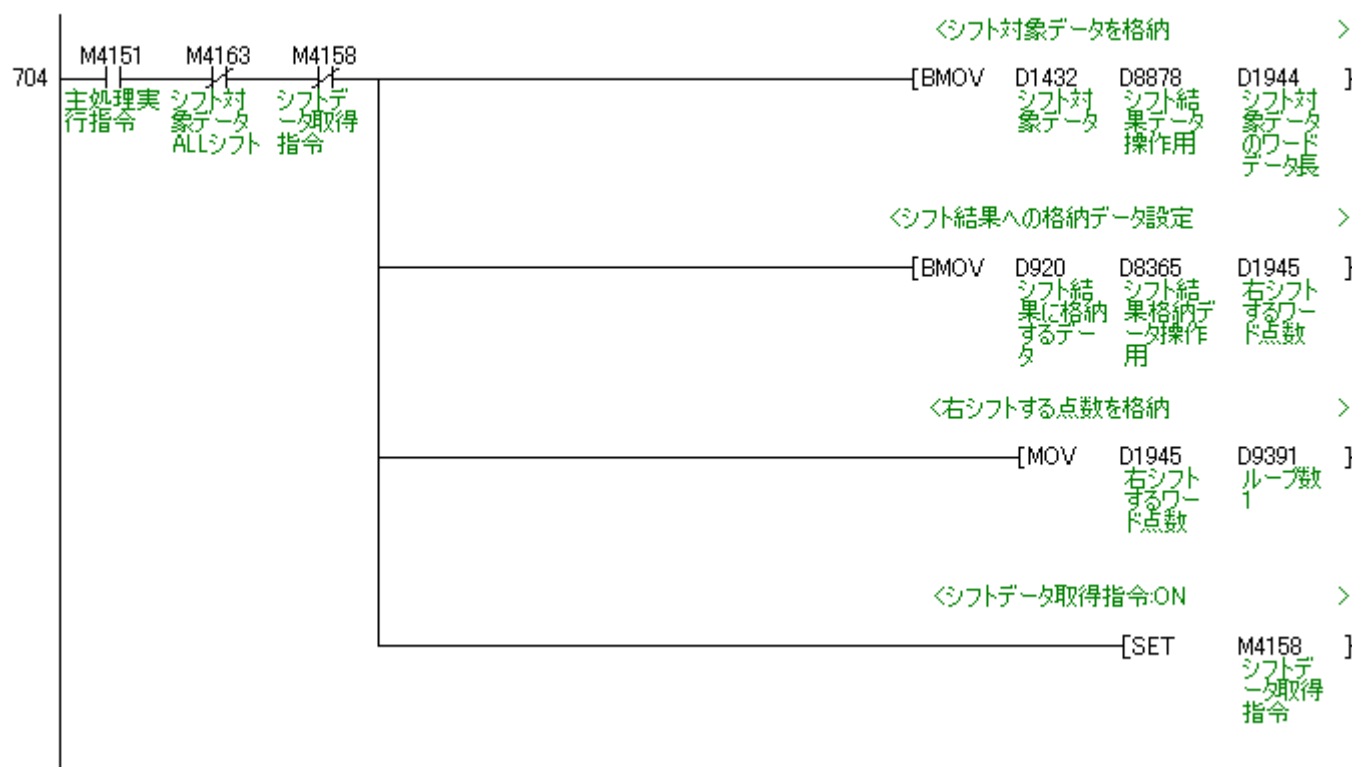 <シフト対象データを格納 >
M4151 M4163 M4158
704 [BMOV D1432 D8878 D1944 ]
主処理実 シフト対 シフトデ シフト対 シフト結 シフト対
行指令 象データ ータ取得 象データ 果データ 象データ
ALLシフト 指令 操作用 のワード
データ長
<シフト結果への格納データ設定 >
[BMOV D920 D8365 D1945 ]
シフト結 シフト結 右シフト
果に格納 果格納デ するワー
するデー ータ操作 ド点数
タ 用
<右シフトする点数を格納 >
[MOV D1945 D9391 ]
右シフト ループ数
するワー 1
ド点数
<シフトデータ取得指令:ON >
[SET M4158 ]
シフトデ
ータ取得
指令